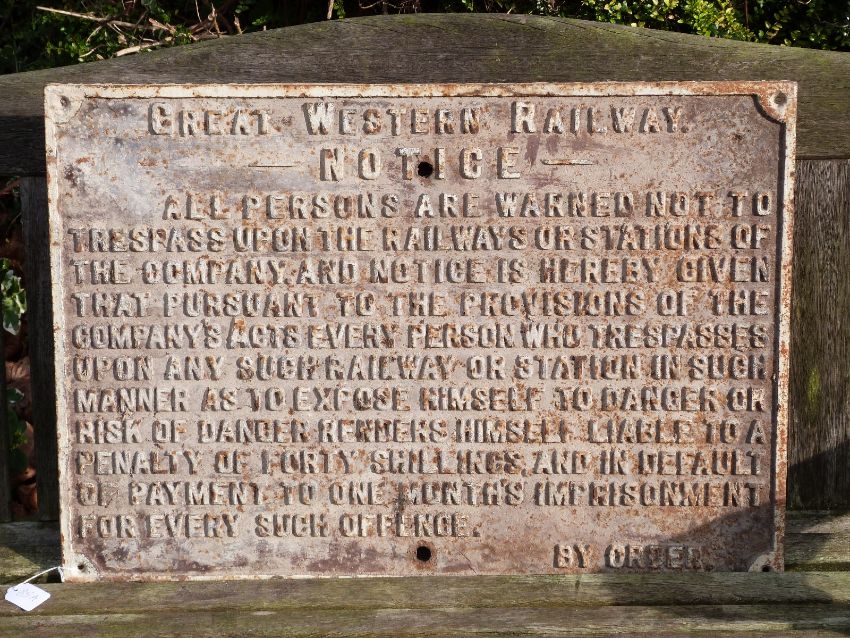 GREAT WESTERN RAILWAY.
— NOTICE —
ALL PERSONS ARE WARNED NOT TO
TRESPASS UPON THE RAILWAYS OR STATIONS OF
THE COMPANY, AND NOTICE IS HEREBY GIVEN
THAT PURSUANT TO THE PROVISIONS OF THE
COMPANY'S ACTS EVERY PERSON WHO TRESPASSES
UPON ANY SUCH RAILWAY OR STATION IN SUCH
MANNER AS TO EXPOSE HIMSELF TO DANGER OR
RISK OF DANGER RENDERS HIMSELF LIABLE TO A
PENALTY OF FORTY SHILLINGS, AND IN DEFAULT
OF PAYMENT TO ONE MONTH'S IMPRISONMENT
FOR EVERY SUCH OFFENCE.
BY ORDER.